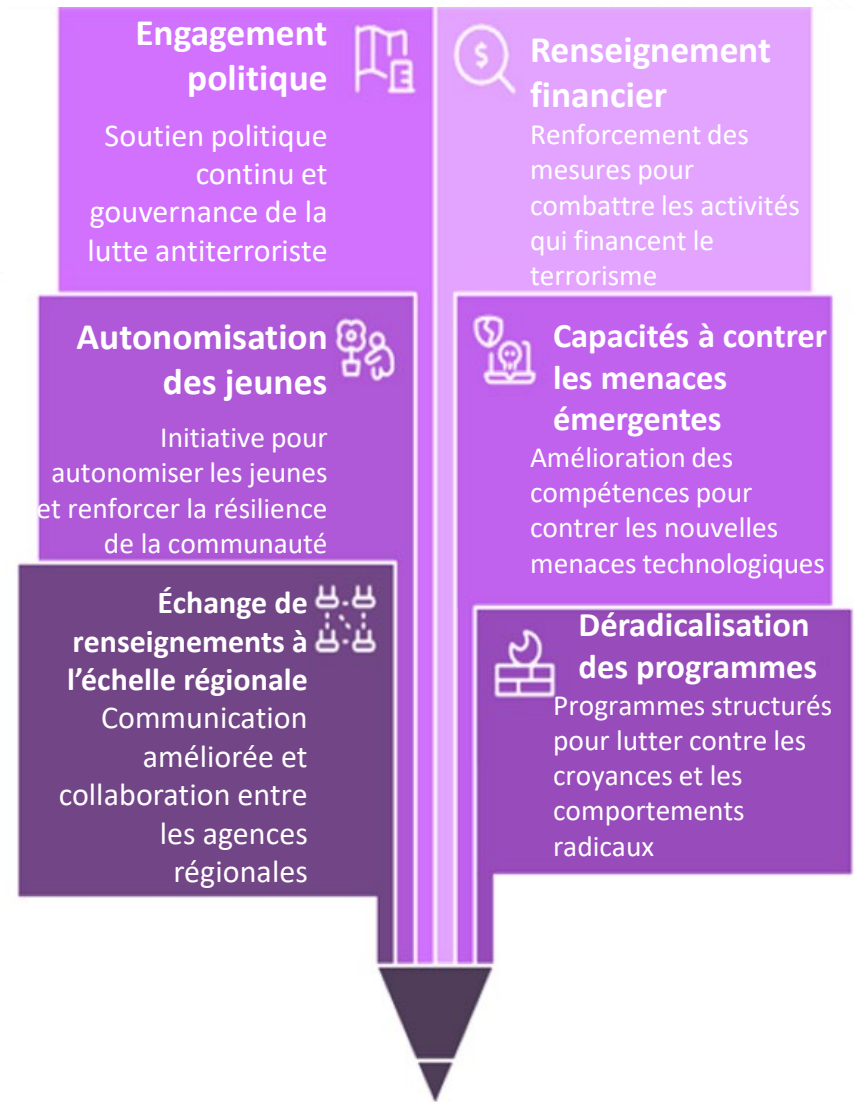 Engagement
politique
Soutien politique
continu et
gouvernance de la
lutte antiterroriste
$
Renseignement
financier
Renforcement des
mesures pour
combattre les activités
qui financent le
terrorisme
Autonomisation
des jeunes
Initiative pour
autonomiser les jeunes
et renforcer la résilience
de la communauté
Capacités à contrer
les menaces
émergentes
Amélioration des
compétences pour
contrer les nouvelles
menaces technologiques
Échange de
renseignements à
l’échelle régionale
Communication
améliorée et
collaboration entre
les agences
régionales
Déradicalisation
des programmes
Programmes structurés
pour lutter contre les
croyances et les
comportements
radicaux